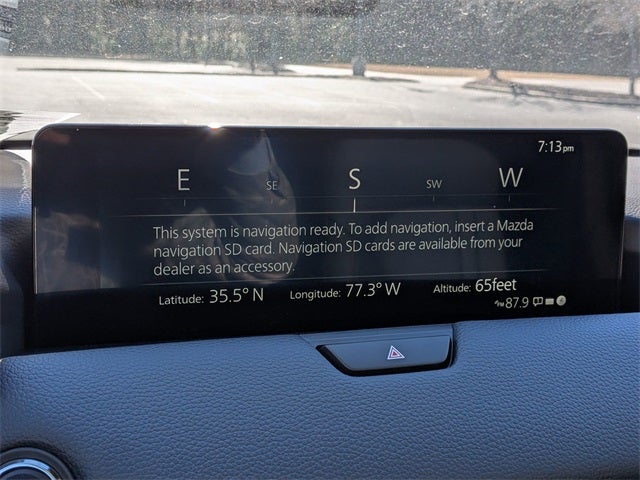 7:13pm
E SE S SW W
This system is navigation ready. To add navigation, insert a Mazda
navigation SD card. Navigation SD cards are available from your
dealer as an accessory.
Latitude: 35.5° N Longitude: 77.3° W Altitude: 65feet
FM 87.9